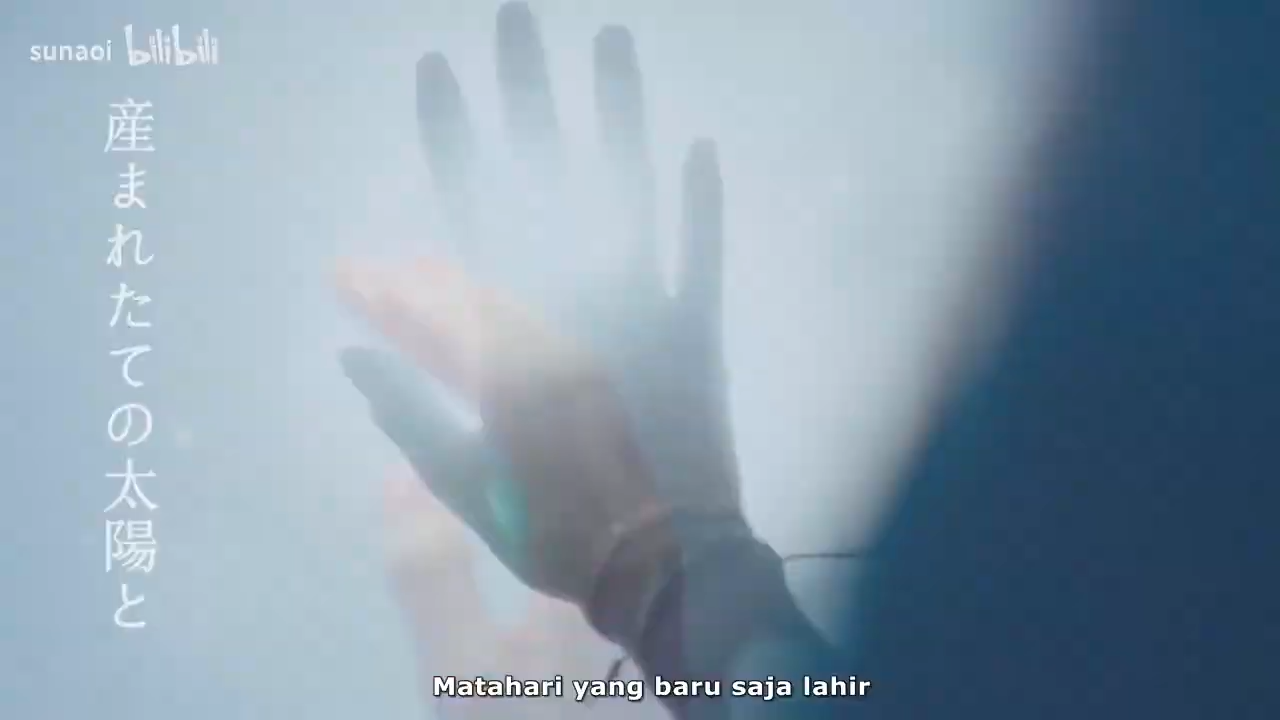 sunaoi bilibili
産まれたての太陽と
Matahari yang baru saja lahir